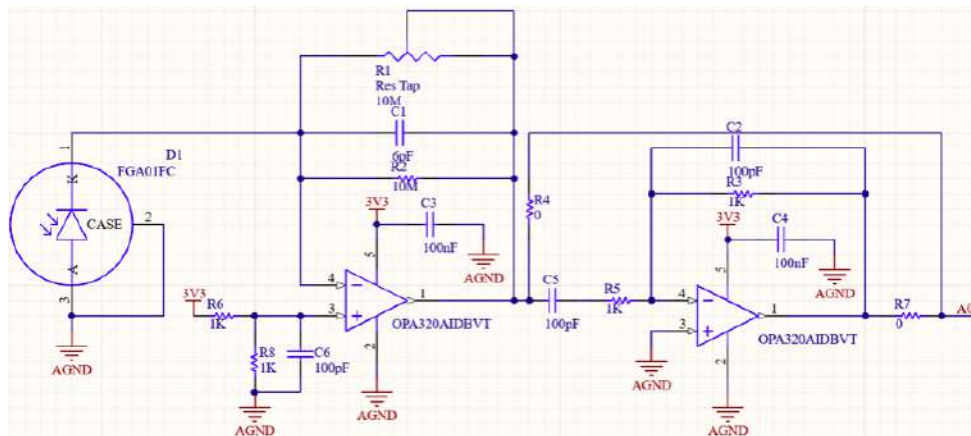 R1
Res Tap
10M
C1
6pF
R2
10M
D1
FGA01FC
1
K
CASE
2
A
3
AGND
3V3
C3
100nF
AGND
5
4
1
3
2
OPA320AIDBVT
AGND
3V3
R6
1K
R8
1K
C6
100pF
AGND
R4
0
C5
100pF
R5
1K
C2
100pF
R3
1K
3V3
C4
100nF
AGND
5
4
1
3
2
OPA320AIDBVT
AGND
R7
0